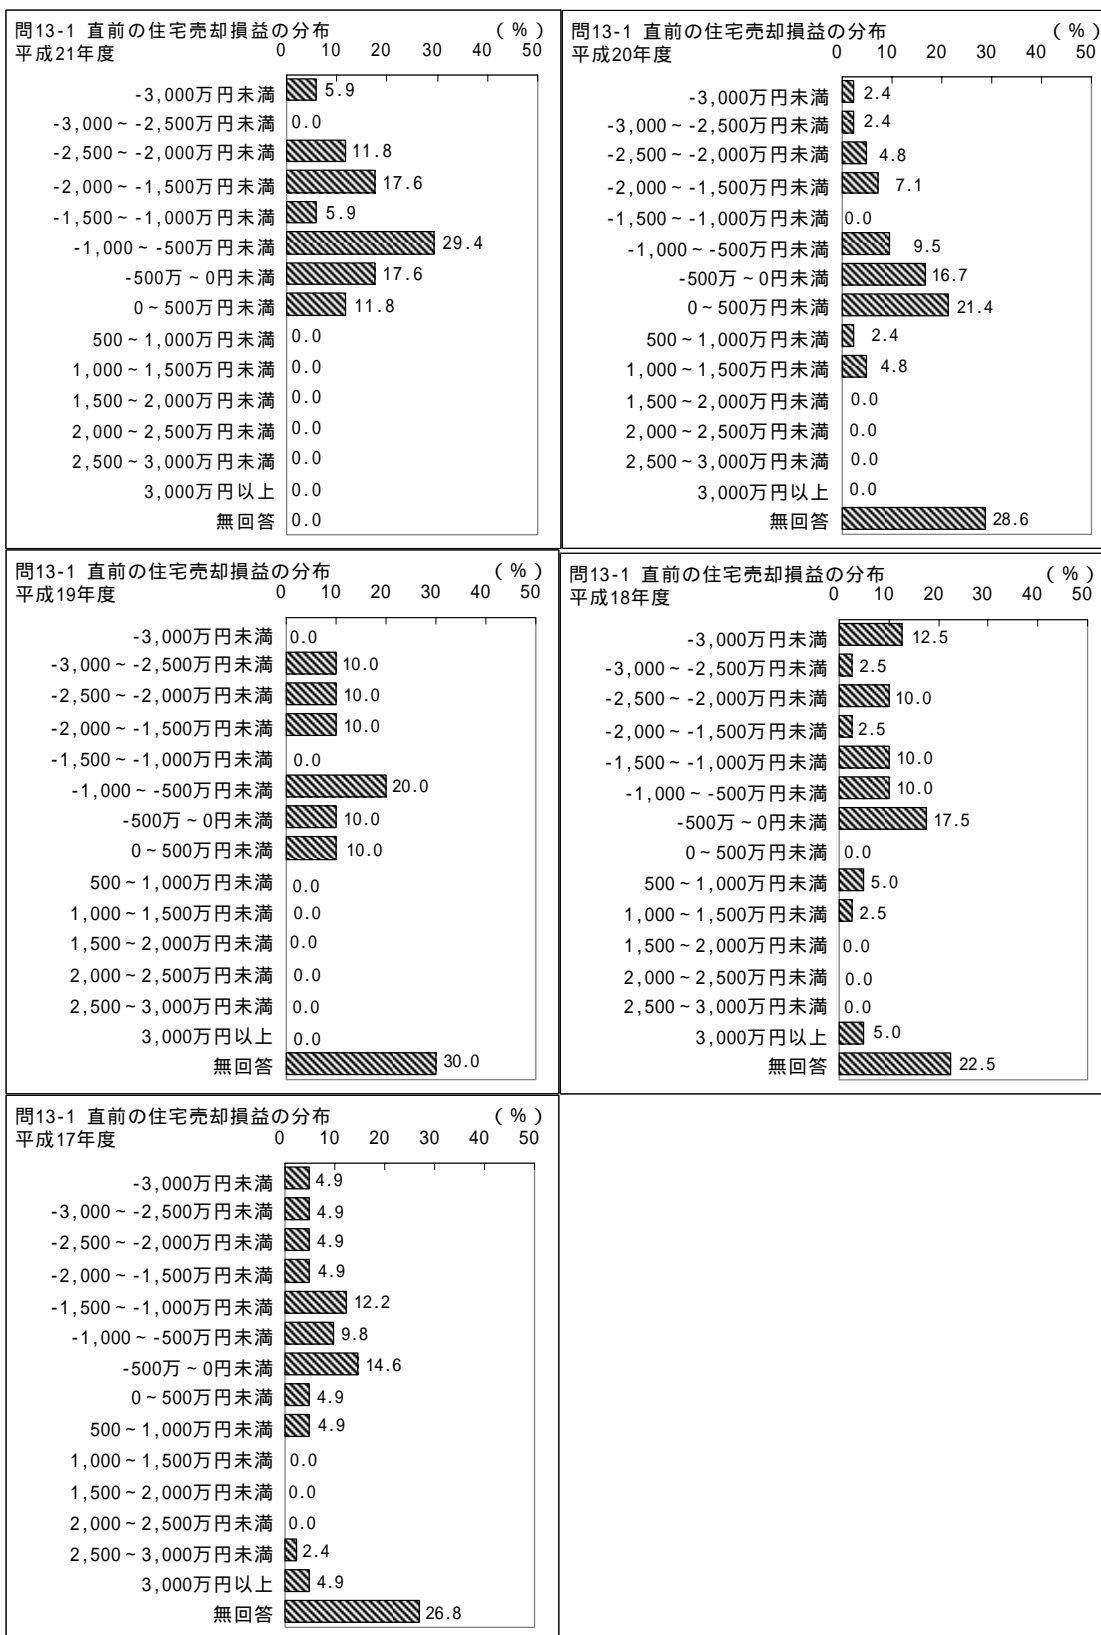 問13-1 直前の住宅売却損益の分布 (%)
平成21年度 0 10 20 30 40 50
-3,000万円未満 5.9
-3,000~-2,500万円未満 0.0
-2,500~-2,000万円未満 11.8
-2,000~-1,500万円未満 17.6
-1,500~-1,000万円未満 5.9
-1,000~-500万円未満 29.4
-500万~0円未満 17.6
0~500万円未満 11.8
500~1,000万円未満 0.0
1,000~1,500万円未満 0.0
1,500~2,000万円未満 0.0
2,000~2,500万円未満 0.0
2,500~3,000万円未満 0.0
3,000万円以上 0.0
無回答 0.0
問13-1 直前の住宅売却損益の分布 (%)
平成20年度 0 10 20 30 40 50
-3,000万円未満 2.4
-3,000~-2,500万円未満 2.4
-2,500~-2,000万円未満 4.8
-2,000~-1,500万円未満 7.1
-1,500~-1,000万円未満 0.0
-1,000~-500万円未満 9.5
-500万~0円未満 16.7
0~500万円未満 21.4
500~1,000万円未満 2.4
1,000~1,500万円未満 4.8
1,500~2,000万円未満 0.0
2,000~2,500万円未満 0.0
2,500~3,000万円未満 0.0
3,000万円以上 0.0
無回答 28.6
問13-1 直前の住宅売却損益の分布 (%)
平成19年度 0 10 20 30 40 50
-3,000万円未満 0.0
-3,000~-2,500万円未満 10.0
-2,500~-2,000万円未満 10.0
-2,000~-1,500万円未満 10.0
-1,500~-1,000万円未満 0.0
-1,000~-500万円未満 20.0
-500万~0円未満 10.0
0~500万円未満 10.0
500~1,000万円未満 0.0
1,000~1,500万円未満 0.0
1,500~2,000万円未満 0.0
2,000~2,500万円未満 0.0
2,500~3,000万円未満 0.0
3,000万円以上 0.0
無回答 30.0
問13-1 直前の住宅売却損益の分布 (%)
平成18年度 0 10 20 30 40 50
-3,000万円未満 12.5
-3,000~-2,500万円未満 2.5
-2,500~-2,000万円未満 10.0
-2,000~-1,500万円未満 2.5
-1,500~-1,000万円未満 10.0
-1,000~-500万円未満 10.0
-500万~0円未満 17.5
0~500万円未満 0.0
500~1,000万円未満 5.0
1,000~1,500万円未満 2.5
1,500~2,000万円未満 0.0
2,000~2,500万円未満 0.0
2,500~3,000万円未満 0.0
3,000万円以上 5.0
無回答 22.5
問13-1 直前の住宅売却損益の分布 (%)
平成17年度 0 10 20 30 40 50
-3,000万円未満 4.9
-3,000~-2,500万円未満 4.9
-2,500~-2,000万円未満 4.9
-2,000~-1,500万円未満 4.9
-1,500~-1,000万円未満 12.2
-1,000~-500万円未満 9.8
-500万~0円未満 14.6
0~500万円未満 4.9
500~1,000万円未満 4.9
1,000~1,500万円未満 0.0
1,500~2,000万円未満 0.0
2,000~2,500万円未満 0.0
2,500~3,000万円未満 2.4
3,000万円以上 4.9
無回答 26.8